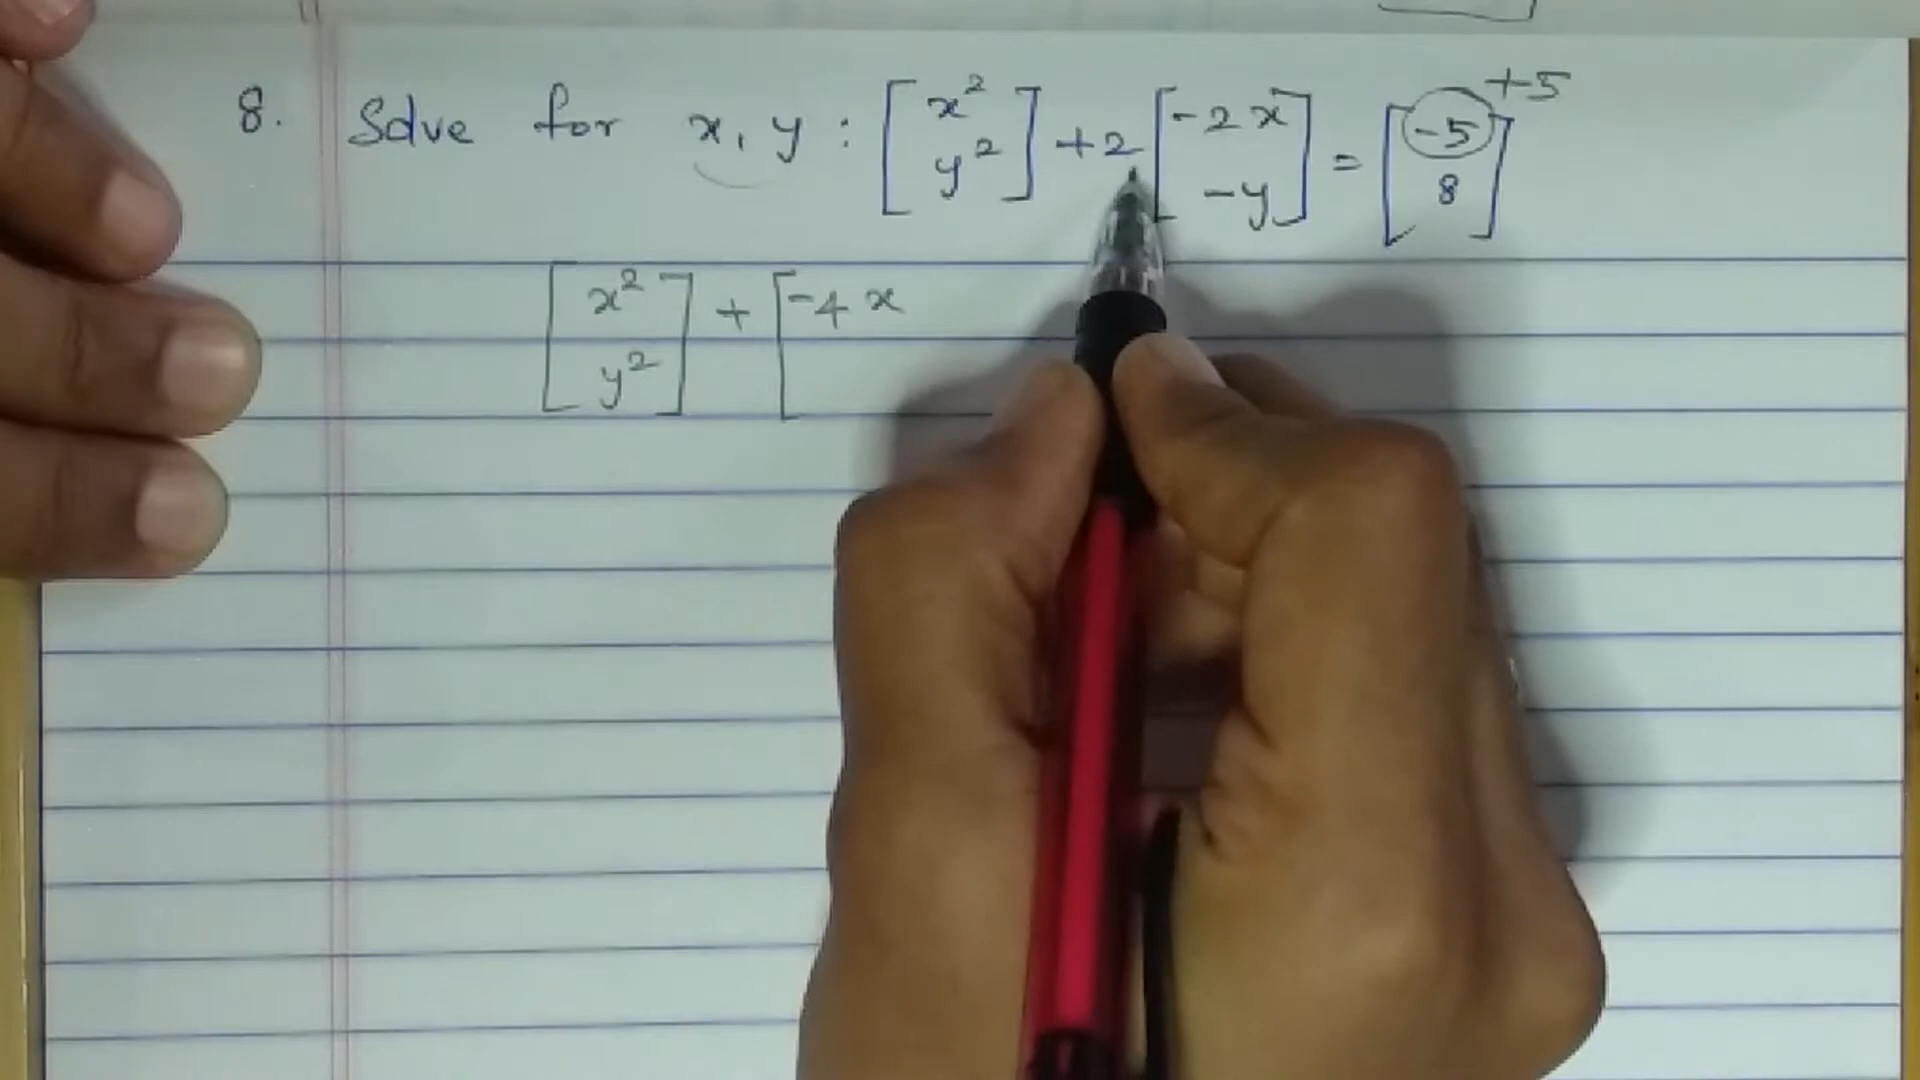 +5
8. Solve for x, y : [x² y²] +2 [-2x -y] = [-5 8]
[x² y²] + [-4x